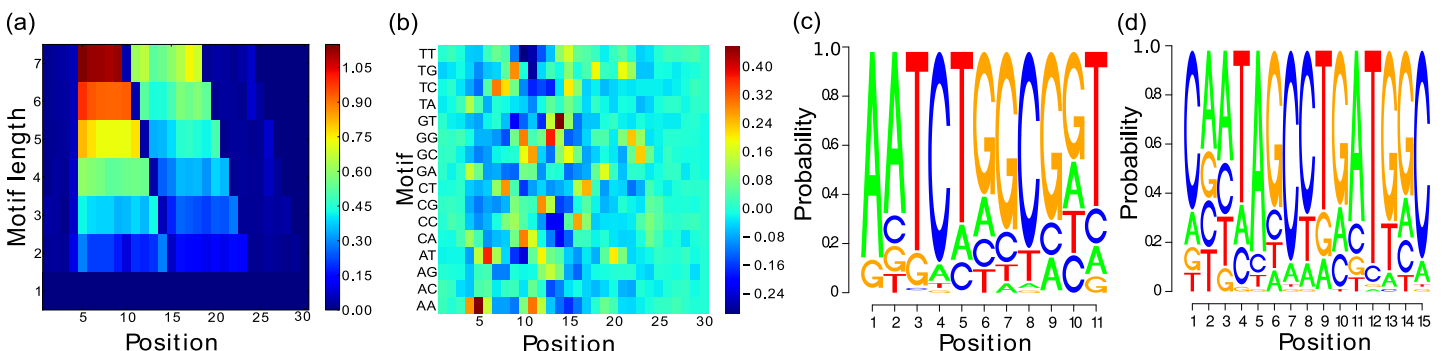 (a)
Motif length
7
6
5
4
3
2
1
5
10
15
20
25
30
Position
1.05
0.90
0.75
0.60
0.45
0.30
0.15
0.00
(b)
Motif
TT
TG
TC
TA
GT
GG
GC
GA
CT
CG
CC
CA
AT
AG
AC
AA
5
10
15
20
25
30
Position
0.40
0.32
0.24
0.16
0.08
0.00
−0.08
−0.16
−0.24
(c)
Probability
1.0
0.8
0.6
0.4
0.2
0
A A T C T G G C G G T
1 2 3 4 5 6 7 8 9 10 11
Position
(d)
Probability
1.0
0.8
0.6
0.4
0.2
0
C A A T A G C C T G A T G G C
1 2 3 4 5 6 7 8 9 10 11 12 13 14 15
Position